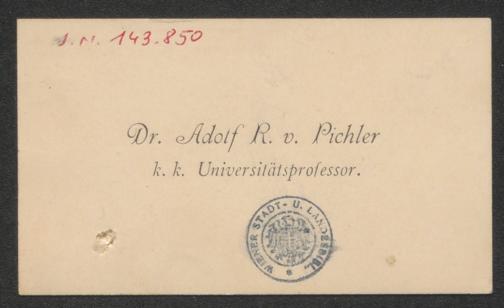 J. N. 143.850
Dr. Adolf R. v. Pichler
k. k. Universitätsprofessor.
WIENER STADT- U. LANDESBIBL.